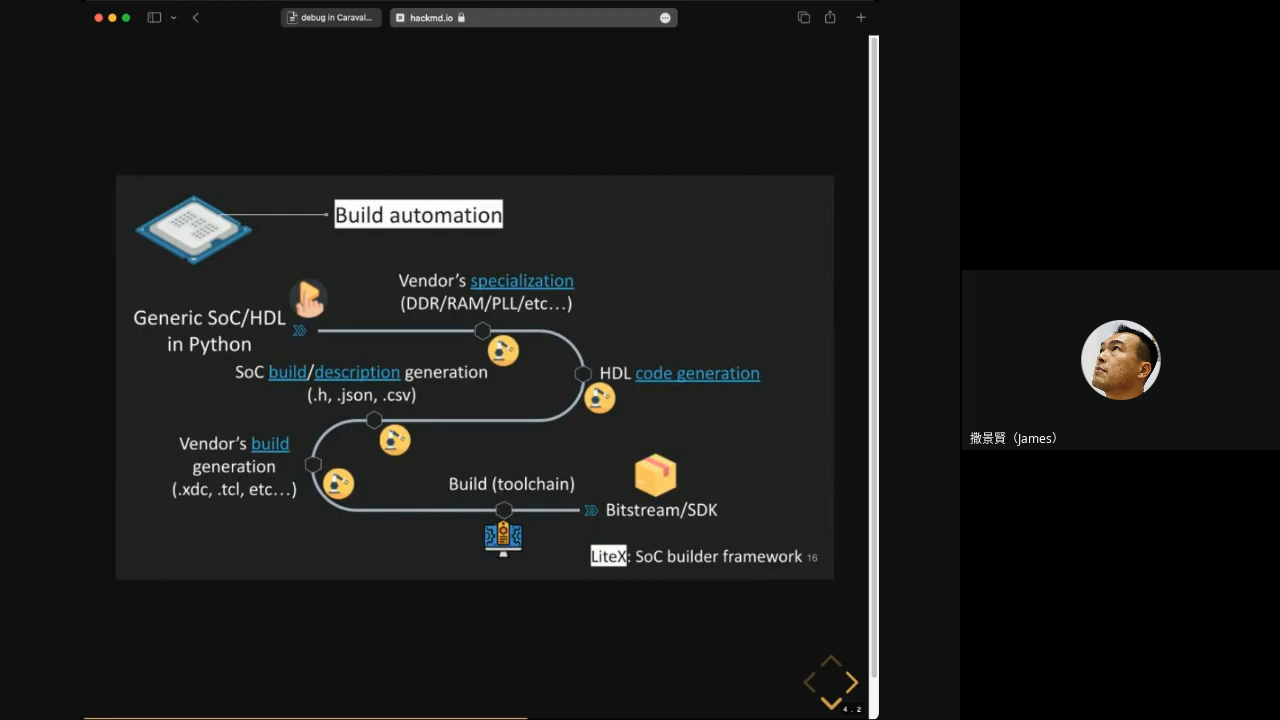 debug in Caraval...
hackmd.io
Build automation
Vendor's specialization
(DDR/RAM/PLL/etc...)
Generic SoC/HDL
in Python
SoC build/description generation
(.h, .json, .csv)
HDL code generation
Vendor's build
generation
(.xdc, .tcl, etc...)
Build (toolchain)
Bitstream/SDK
LiteX: SoC builder framework 16
撒景賢（James）
4.2